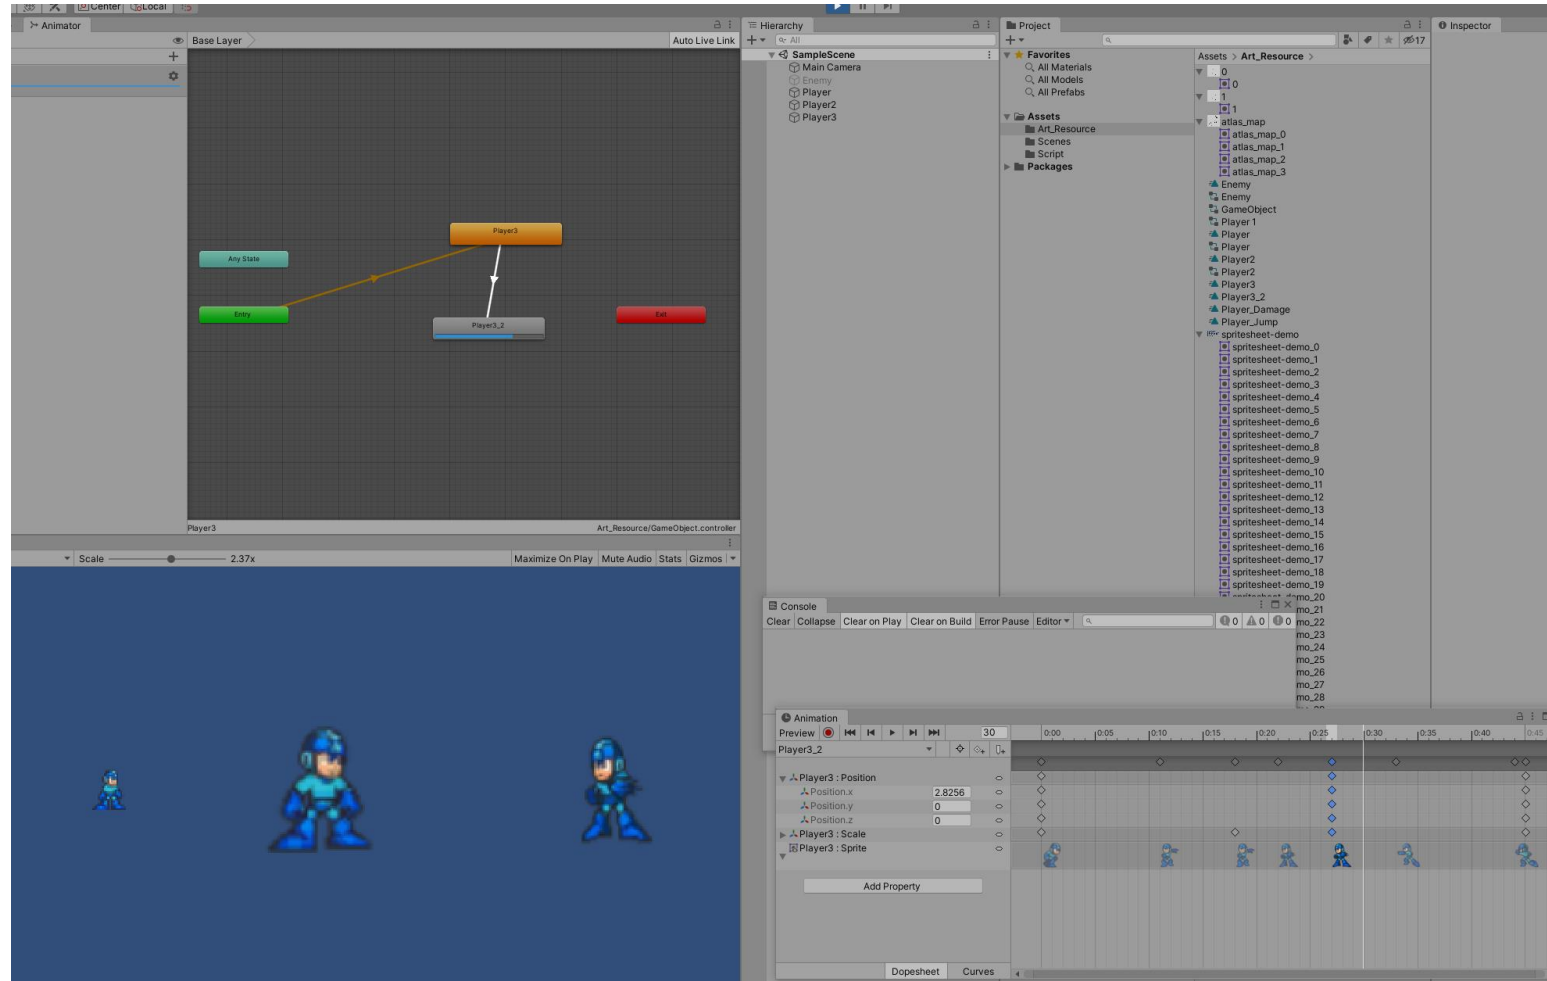 Center Local
Animator
Base Layer
Auto Live Link
Any State
Entry
Player3
Player3_2
Exit
Player3
Art_Resource/GameObject.controller
Scale 2.37x
Maximize On Play Mute Audio Stats Gizmos
Hierarchy
All
SampleScene
Main Camera
Enemy
Player
Player2
Player3
Project
17
Favorites
All Materials
All Models
All Prefabs
Assets
Art_Resource
Scenes
Script
Packages
Assets > Art_Resource >
0
0
1
1
atlas_map
atlas_map_0
atlas_map_1
atlas_map_2
atlas_map_3
Enemy
Enemy
GameObject
Player 1
Player
Player
Player2
Player2
Player3
Player3_2
Player_Damage
Player_Jump
spritesheet-demo
spritesheet-demo_0
spritesheet-demo_1
spritesheet-demo_2
spritesheet-demo_3
spritesheet-demo_4
spritesheet-demo_5
spritesheet-demo_6
spritesheet-demo_7
spritesheet-demo_8
spritesheet-demo_9
spritesheet-demo_10
spritesheet-demo_11
spritesheet-demo_12
spritesheet-demo_13
spritesheet-demo_14
spritesheet-demo_15
spritesheet-demo_16
spritesheet-demo_17
spritesheet-demo_18
spritesheet-demo_19
mo_20
mo_21
mo_22
mo_23
mo_24
mo_25
mo_26
mo_27
mo_28
Inspector
Console
Clear Collapse Clear on Play Clear on Build Error Pause Editor 0 0 0
Animation
Preview 30
0:00 0:05 0:10 0:15 0:20 0:25 0:30 0:35 0:40 0:45
Player3_2
Player3 : Position
Position.x 2.8256
Position.y 0
Position.z 0
Player3 : Scale
Player3 : Sprite
Add Property
Dopesheet Curves